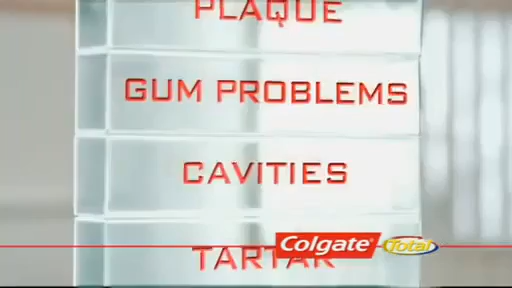 PLAQUE
GUM PROBLEMS
CAVITIES
TARTAR
Colgate Total